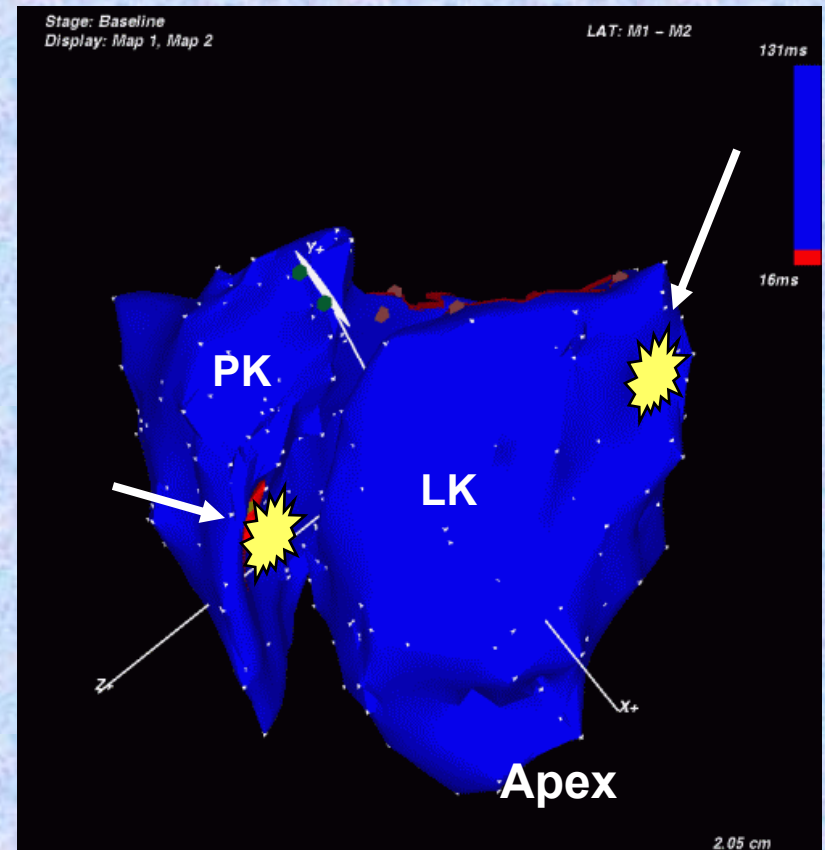 Stage: Baseline
Display: Map 1, Map 2
LAT: M1 – M2
131ms
16ms
Y+
PK
LK
Z+
X+
Apex
2.05 cm